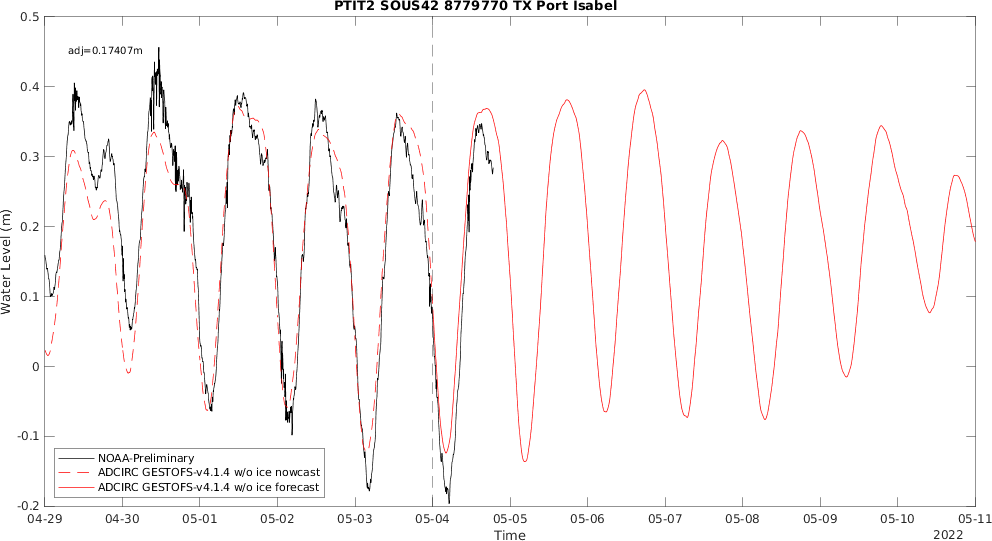 PTIT2 SOUS42 8779770 TX Port Isabel
adj=0.17407m
0.5
0.4
0.3
0.2
0.1
0
-0.1
-0.2
Water Level (m)
NOAA-Preliminary
ADCIRC GESTOFS-v4.1.4 w/o ice nowcast
ADCIRC GESTOFS-v4.1.4 w/o ice forecast
04-29 04-30 05-01 05-02 05-03 05-04 05-05 05-06 05-07 05-08 05-09 05-10 05-11
Time
2022